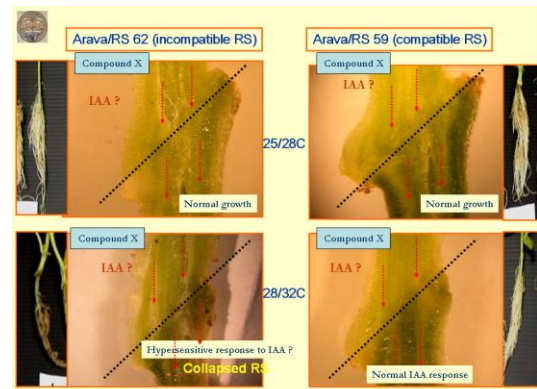 Arava/RS 62 (incompatible RS)
Arava/RS 59 (compatible RS)
Compound X
IAA ?
Normal growth
25/28C
Compound X
IAA ?
Normal growth
Compound X
IAA ?
Hypersensitive response to IAA ?
Collapsed RS
28/32C
Compound X
IAA ?
Normal IAA response